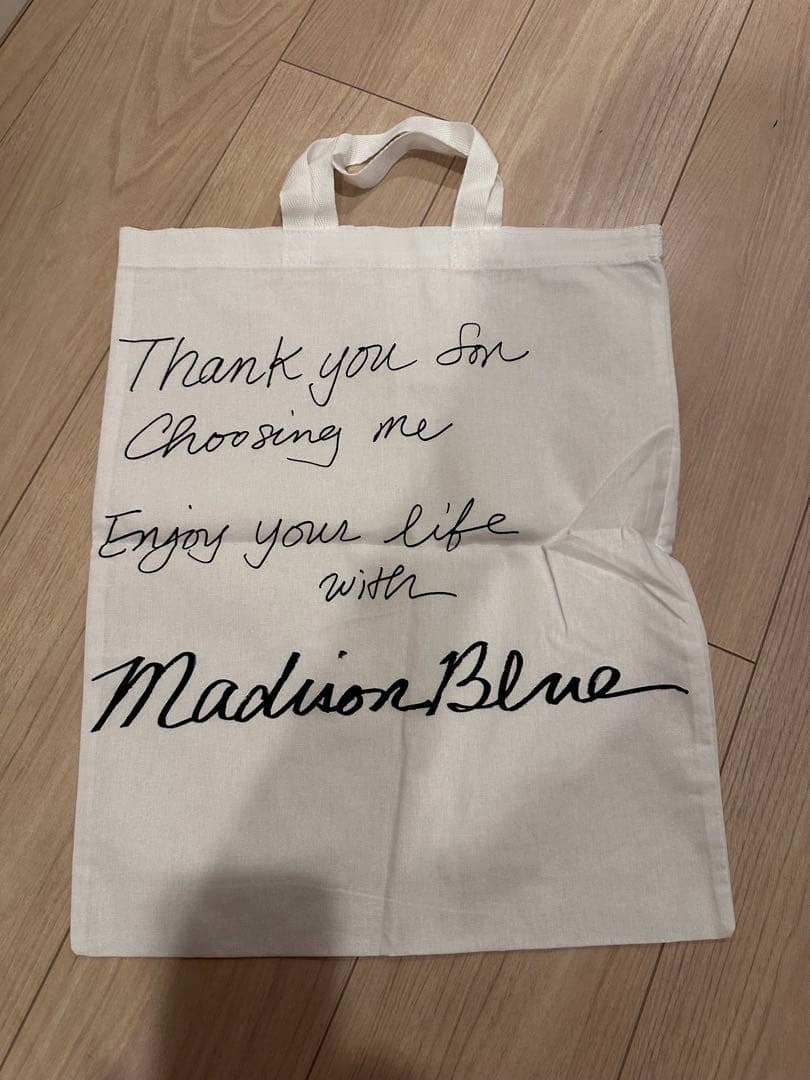 Thank you for
Choosing me
Enjoy your life
with
MadisonBlue